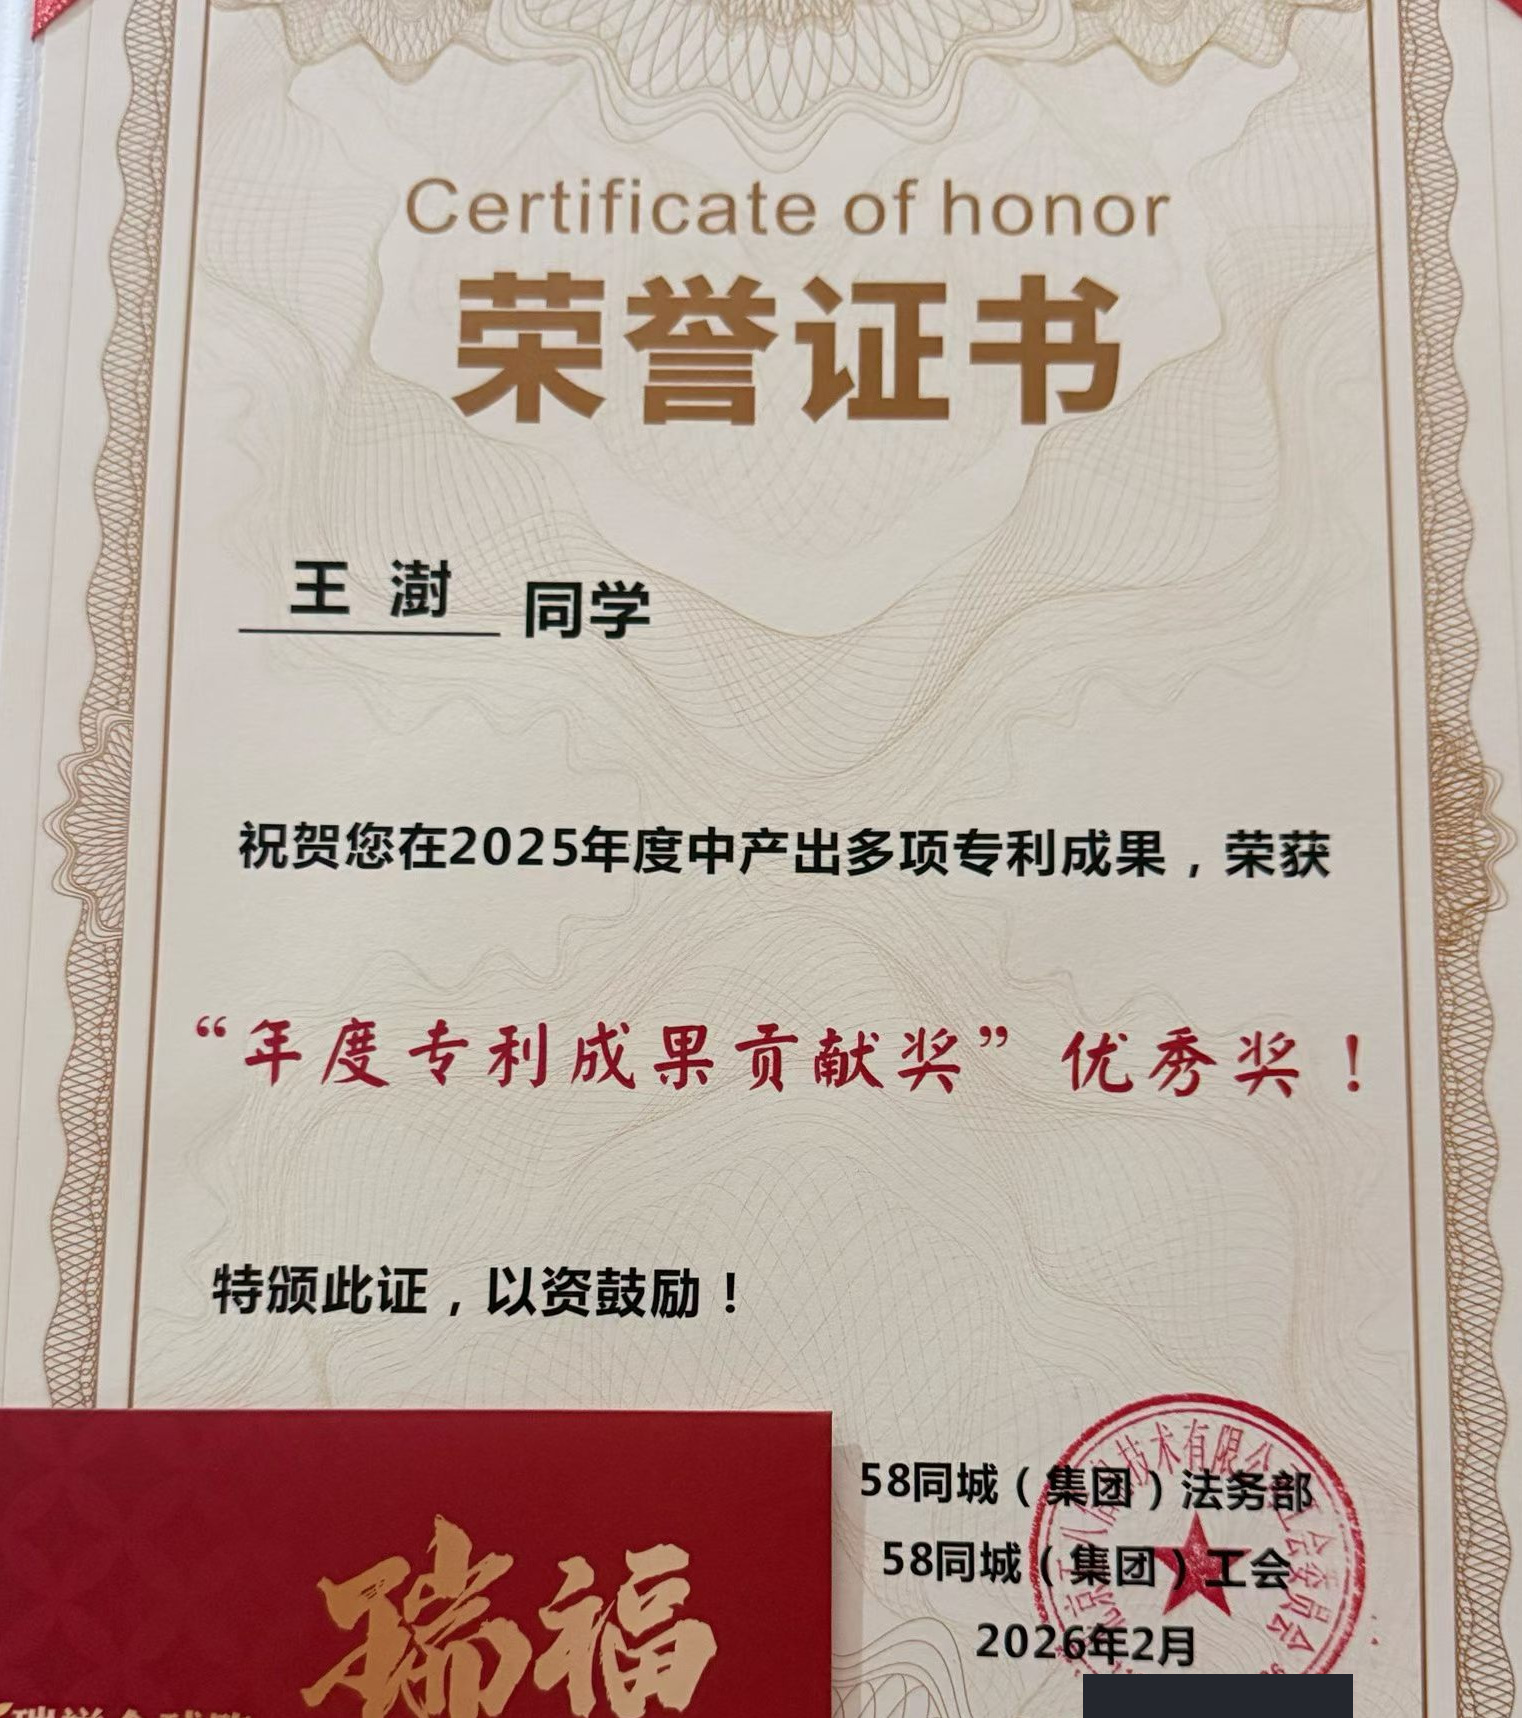 Certificate of honor
荣誉证书
王 澍 同学
祝贺您在2025年度中产出多项专利成果，荣获
“年度专利成果贡献奖”优秀奖！
特颁此证，以资鼓励！
58同城（集团）法务部
58同城（集团）工会
2026年2月
瑞福